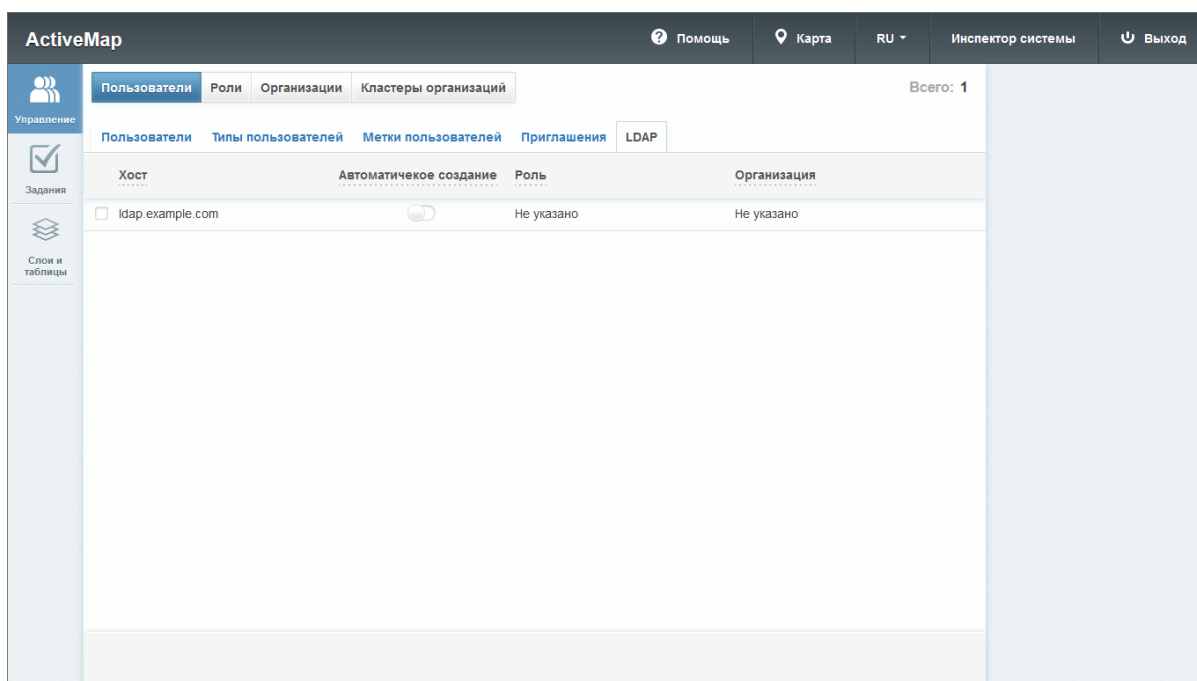 ActiveMap
Помощь
Карта
RU
Инспектор системы
Выход
Управление
Задания
Слои и
таблицы
Пользователи
Роли
Организации
Кластеры организаций
Всего: 1
Пользователи
Типы пользователей
Метки пользователей
Приглашения
LDAP
Хост
Автоматичекое создание
Роль
Организация
ldap.example.com
Не указано
Не указано